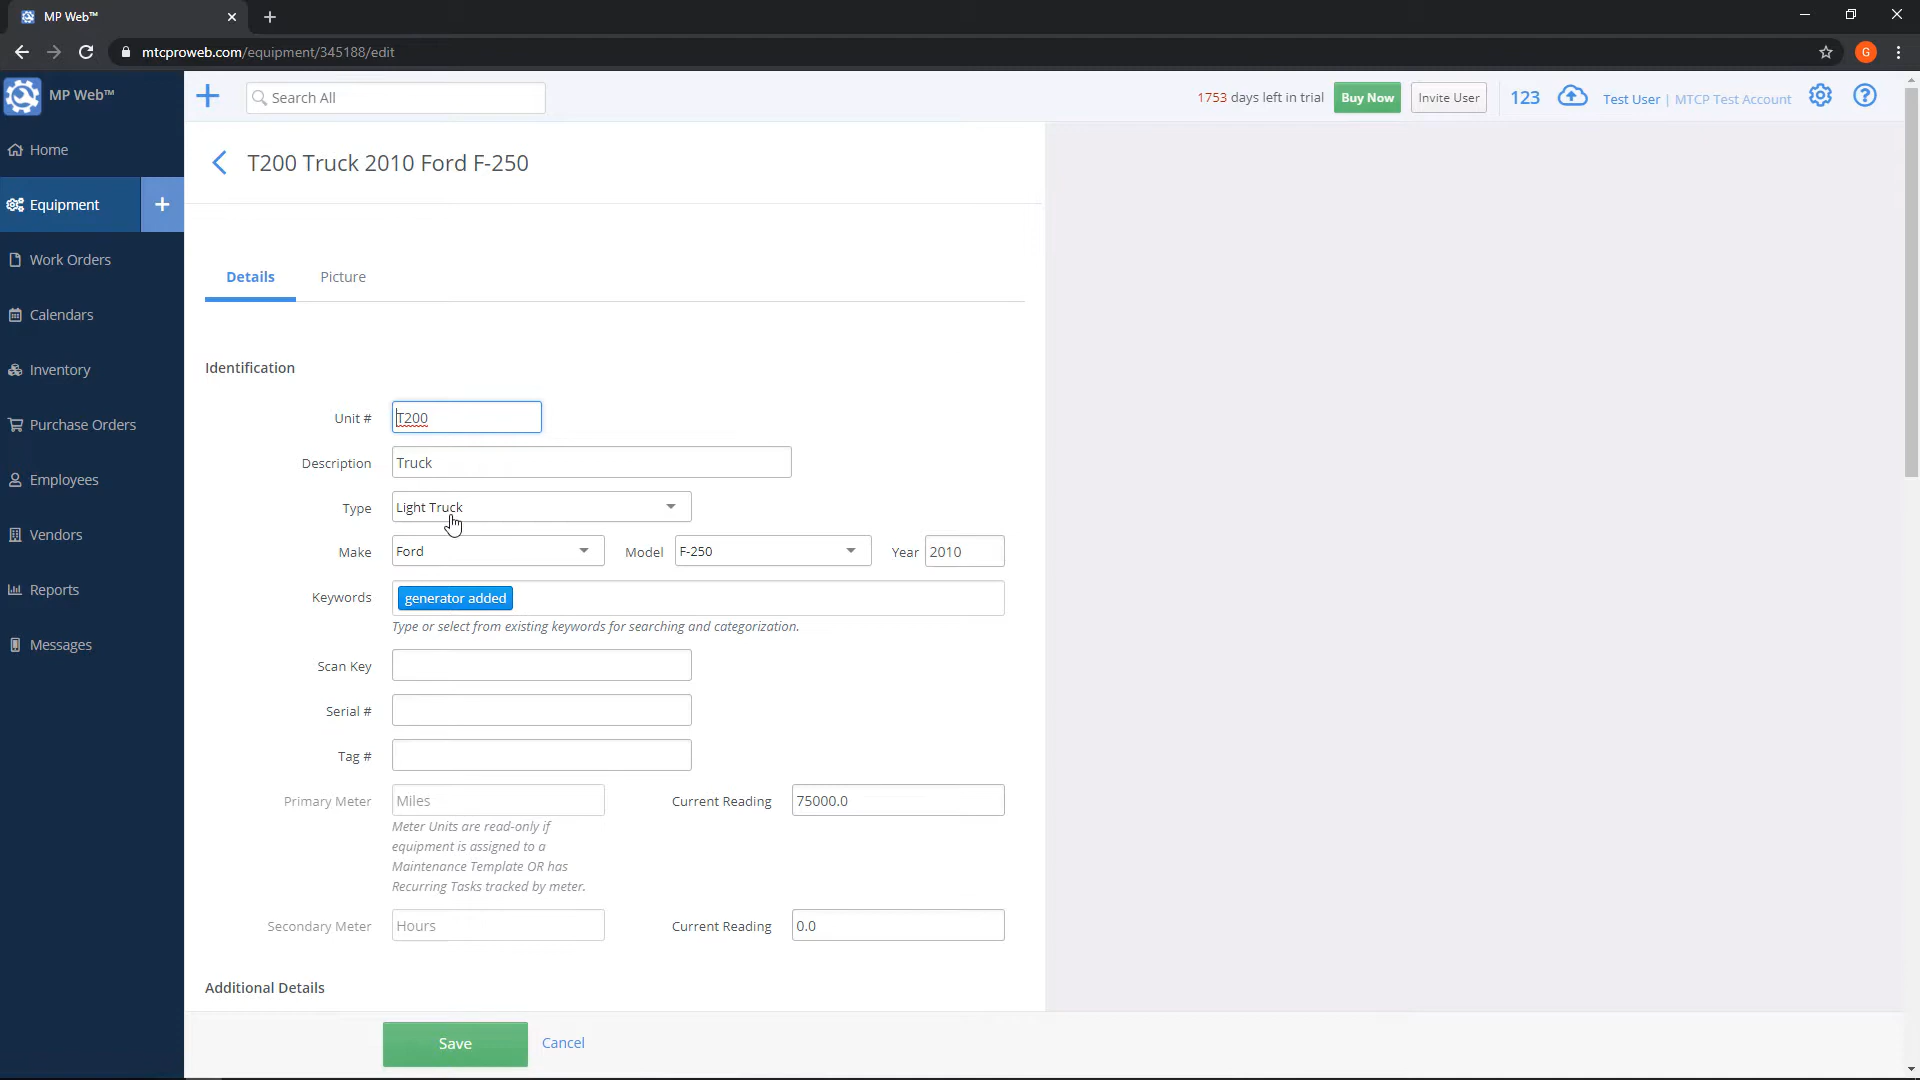 MP Web™
mtcproweb.com/equipment/345188/edit
G
MP Web™
Search All
1753 days left in trial
Buy Now
Invite User
123
Test User | MTCP Test Account
Home
Equipment
Work Orders
Calendars
Inventory
Purchase Orders
Employees
Vendors
Reports
Messages
T200 Truck 2010 Ford F-250
Details Picture
Identification
Unit # T200
Description Truck
Type Light Truck
Make Ford Model F-250 Year 2010
Keywords generator added
Type or select from existing keywords for searching and categorization.
Scan Key
Serial #
Tag #
Primary Meter Miles Current Reading 75000.0
Meter Units are read-only if
equipment is assigned to a
Maintenance Template OR has
Recurring Tasks tracked by meter.
Secondary Meter Hours Current Reading 0.0
Additional Details
Save Cancel